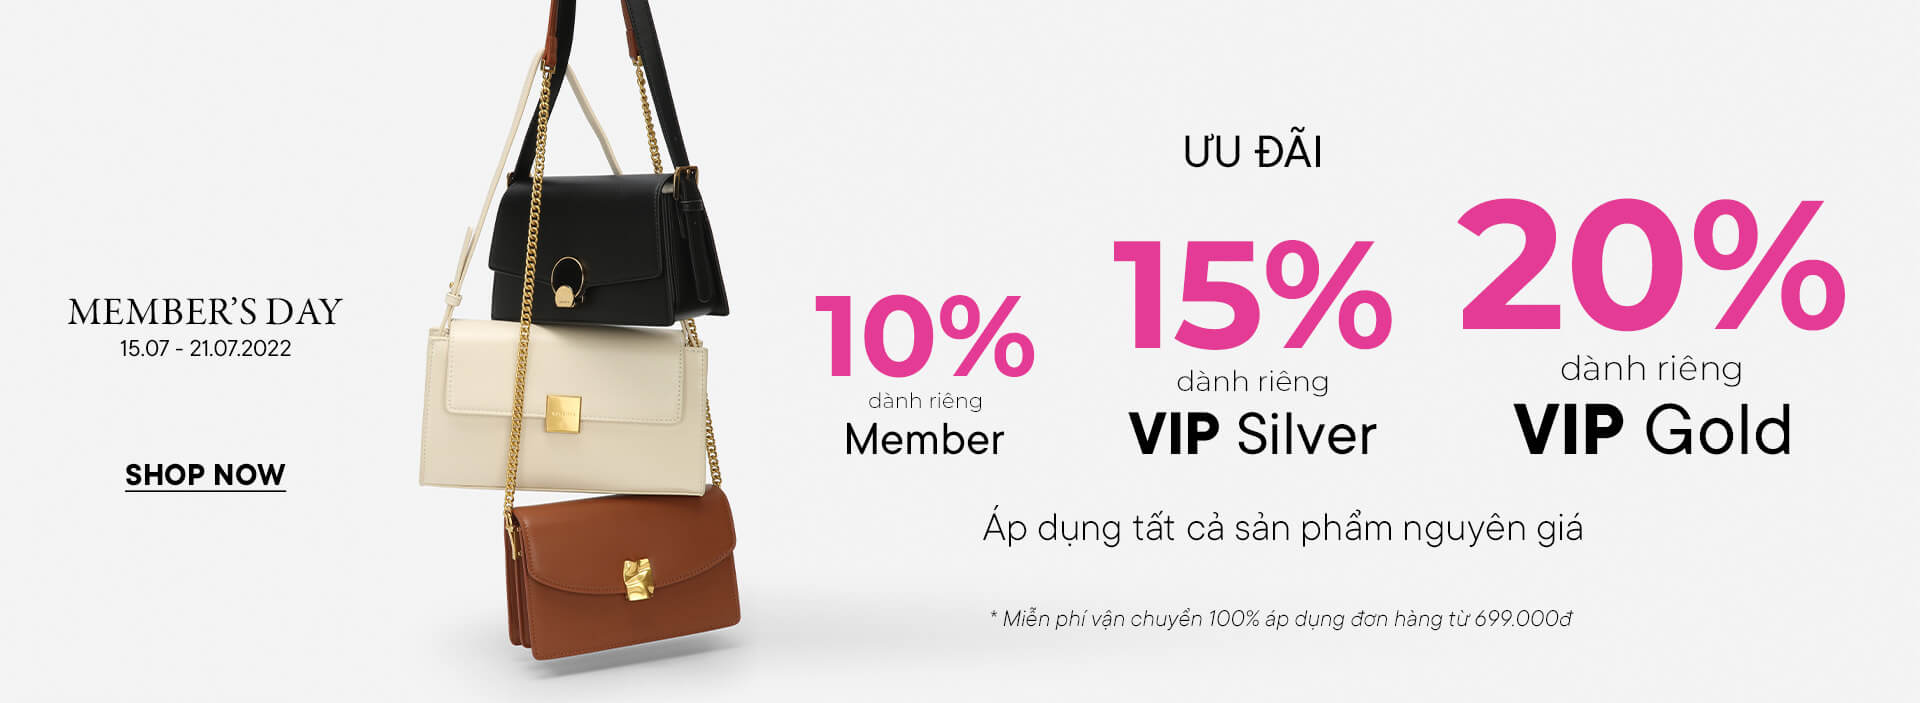 MEMBER'S DAY
15.07 - 21.07.2022
SHOP NOW
ƯU ĐÃI
10%
dành riêng
Member
15%
dành riêng
VIP Silver
20%
dành riêng
VIP Gold
Áp dụng tất cả sản phẩm nguyên giá
* Miễn phí vận chuyển 100% áp dụng đơn hàng từ 699.000đ